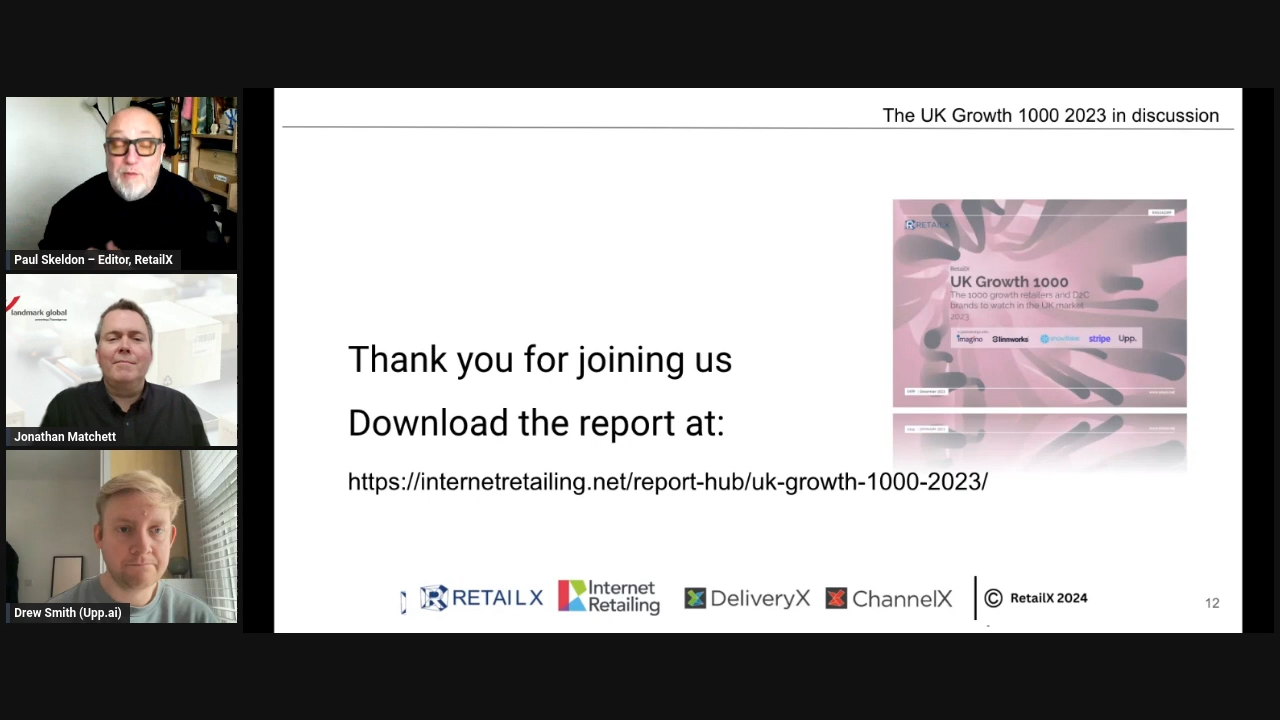 Paul Skeldon – Editor, RetailX
landmark global
Jonathan Matchett
Drew Smith (Upp.ai)
The UK Growth 1000 2023 in discussion
RETAILX
RetailX
UK Growth 1000
The 1000 growth retailers and D2C
brands to watch in the UK market
2023
imagino linnworks snowflake stripe Upp.
Thank you for joining us
Download the report at:
https://internetretailing.net/report-hub/uk-growth-1000-2023/
RETAIL X
Internet
Retailing
DeliveryX
ChannelX
© RetailX 2024
12